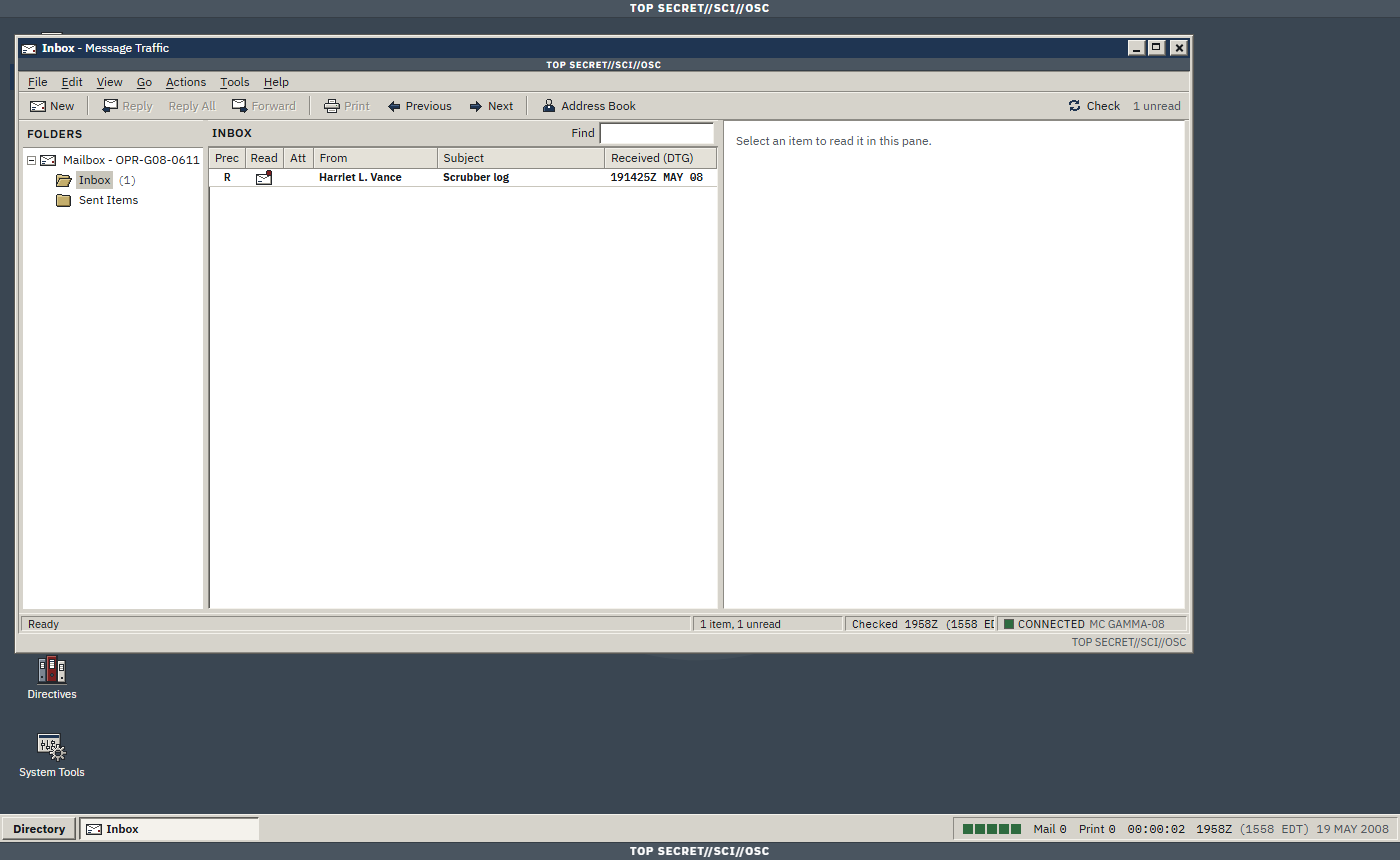 TOP SECRET//SCI//OSC
Inbox - Message Traffic
TOP SECRET//SCI//OSC
File Edit View Go Actions Tools Help
New Reply Reply All Forward Print Previous Next Address Book Check 1 unread
FOLDERS
Mailbox - OPR-G08-0611
Inbox (1)
Sent Items
INBOX Find
Prec Read Att From Subject Received (DTG)
R Harriet L. Vance Scrubber log 191425Z MAY 08
Select an item to read it in this pane.
Ready 1 item, 1 unread Checked 1958Z (1558 ED CONNECTED MC GAMMA-08
TOP SECRET//SCI//OSC
Directives
System Tools
Directory Inbox Mail 0 Print 0 00:00:02 1958Z (1558 EDT) 19 MAY 2008
TOP SECRET//SCI//OSC